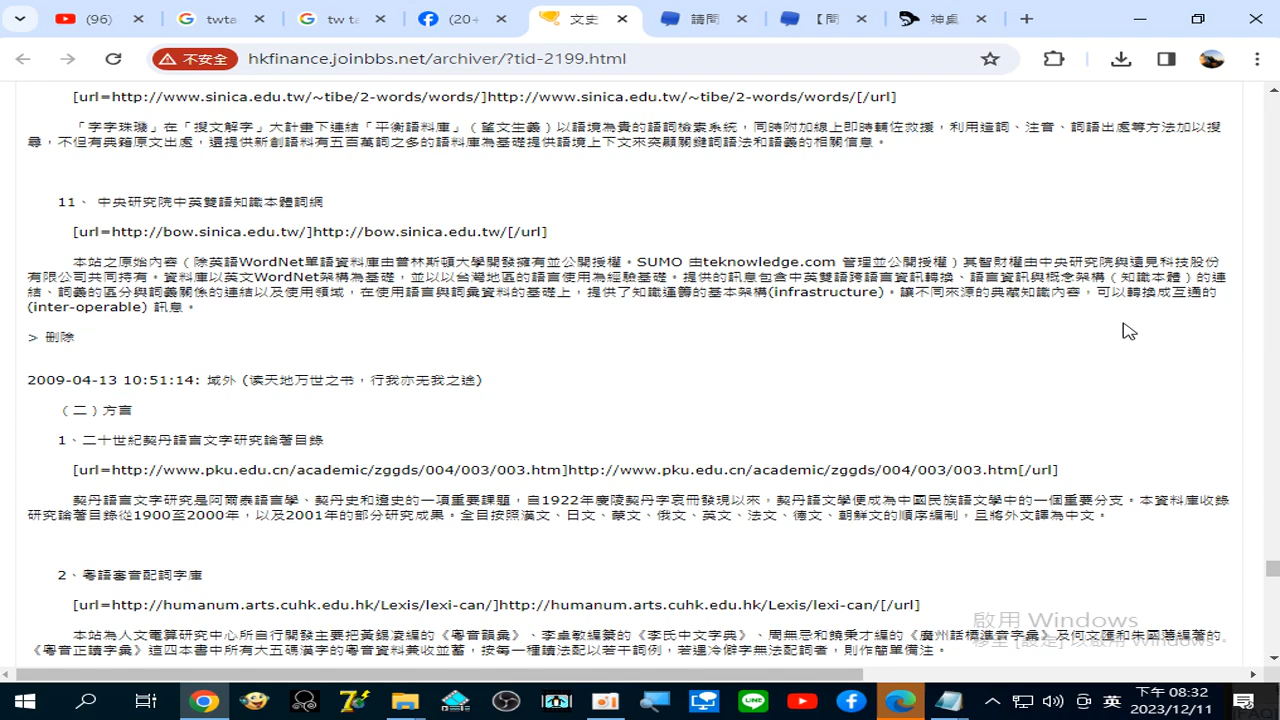 (96)
twta
tw ta
(20+
文史
請問
【問
神桌
不安全
hkfinance.joinbbs.net/archiver/?tid-2199.html
[url=http://www.sinica.edu.tw/~tibe/2-words/words/]http://www.sinica.edu.tw/~tibe/2-words/words/[/url]
「字字珠璣」在「搜文解字」大計畫下連結「平衡語料庫」（望文生義）以語境為貴的語詞檢索系統，同時附加線上即時輔佐救援，利用造詞、注音、詞語出處等方法加以搜
尋，不但有典籍原文出處，還提供新創語料有五百萬詞之多的語料庫為基礎提供語境上下文來突顯關鍵詞語法和語義的相關信息。
11、 中央研究院中英雙語知識本體詞網
[url=http://bow.sinica.edu.tw/]http://bow.sinica.edu.tw/[/url]
本站之原始內容（除英語WordNet單語資料庫由普林斯頓大學開發擁有並公開授權。SUMO 由teknowledge.com 管理並公開授權）其智財權由中央研究院與遠見科技股份
有限公司共同持有。資料庫以英文WordNet架構為基礎，並以以台灣地區的語言使用為經驗基礎。提供的訊息包含中英雙語跨語言資訊轉換、語言資訊與概念架構（知識本體）的連
結、詞義的區分與詞義關係的連結以及使用領域，在使用語言與詞彙資料的基礎上，提供了知識運籌的基本架構(infrastructure)。讓不同來源的典藏知識內容，可以轉換成互通的
(inter-operable) 訊息。
> 刪除
2009-04-13 10:51:14: 域外 (读天地万世之书，行我亦无我之途)
（二）方言
1、二十世紀契丹語言文字研究論著目錄
[url=http://www.pku.edu.cn/academic/zggds/004/003/003.htm]http://www.pku.edu.cn/academic/zggds/004/003/003.htm[/url]
契丹語言文字研究是阿爾泰語言學、契丹史和遼史的一項重要課題，自1922年慶陵契丹字哀冊發現以來，契丹語文學便成為中國民族語文學中的一個重要分支。本資料庫收錄
研究論著目錄從1900至2000年，以及2001年的部分研究成果。全目按照漢文、日文、蒙文、俄文、英文、法文、德文、朝鮮文的順序編制，且將外文譯為中文。
2、粵語審音配詞字庫
[url=http://humanum.arts.cuhk.edu.hk/Lexis/lexi-can/]http://humanum.arts.cuhk.edu.hk/Lexis/lexi-can/[/url]
本站為人文電算研究中心所自行開發主要把黃錫凌編的《粵音韻彙》、李卓敏編纂的《李氏中文字典》、周無忌和饒秉才編的《廣州話標準音字彙》及何文匯和朱國藩編著的
《粵音正讀字彙》這四本書中所有大五碼漢字的粵音資料兼收並蓄，按每一種讀法配以若干詞例，若遇冷僻字無法配詞者，則作簡單備注。
啟用 Windows
移至 [設定] 以啟用 Windows。
英
下午 08:32
2023/12/11